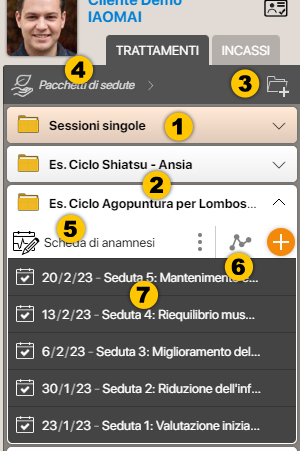 Cliente Demo
IAOMAI
TRATTAMENTI
INCASSI
4
Pacchetti di sedute
3
Sessioni singole
1
Es. Ciclo Shiatsu - Ansia
2
Es. Ciclo Agopuntura per Lombos...
5
Scheda di anamnesi
6
20/2/23 - Seduta 5: Mantenimento e...
7
13/2/23 - Seduta 4: Riequilibrio mus...
6/2/23 - Seduta 3: Miglioramento del...
30/1/23 - Seduta 2: Riduzione dell'inf...
23/1/23 - Seduta 1: Valutazione inizia...